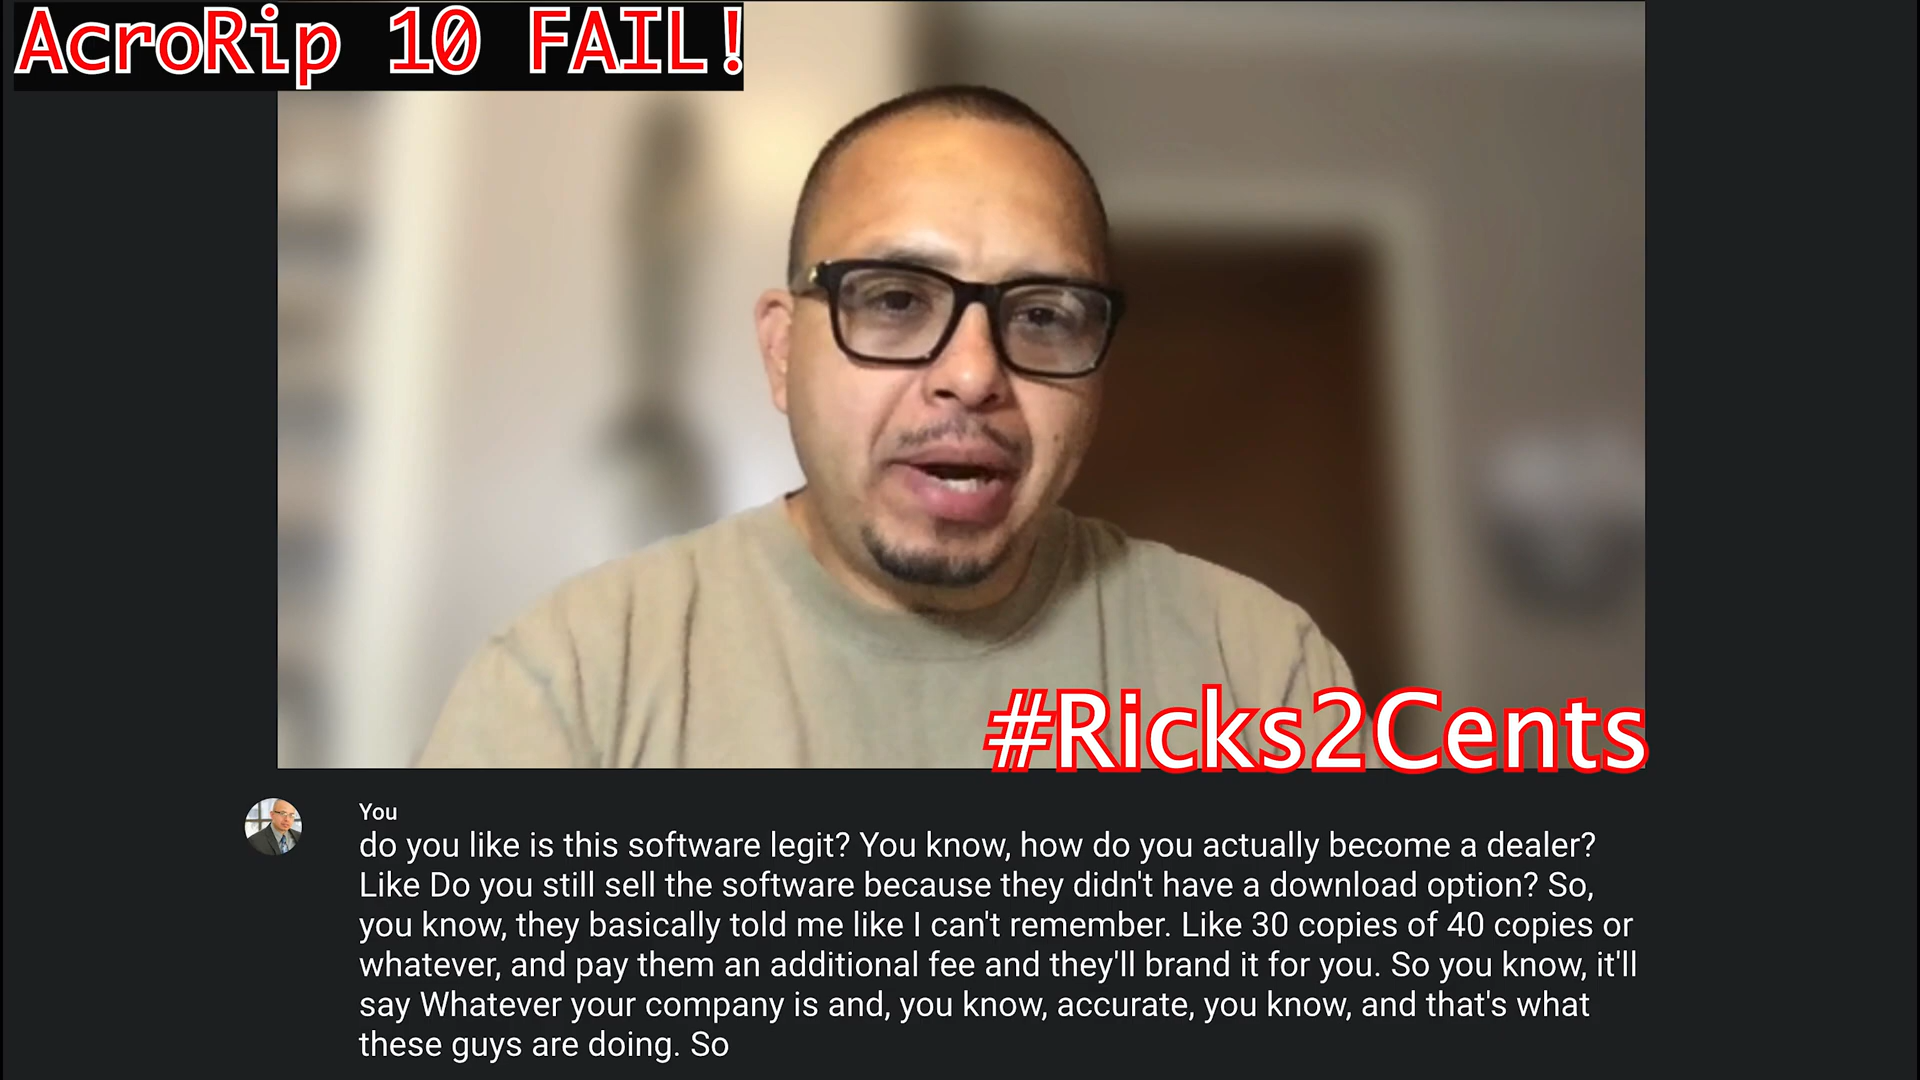 AcroRip 10 FAIL!
#Ricks2Cents
You
do you like is this software legit? You know, how do you actually become a dealer?
Like Do you still sell the software because they didn't have a download option? So,
you know, they basically told me like I can't remember. Like 30 copies of 40 copies or
whatever, and pay them an additional fee and they'll brand it for you. So you know, it'll
say Whatever your company is and, you know, accurate, you know, and that's what
these guys are doing. So